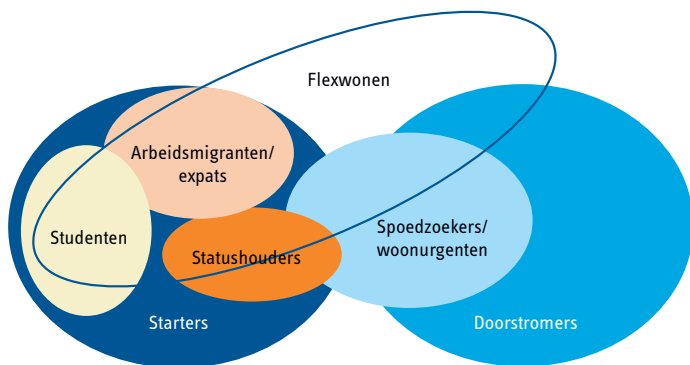 Flexwonen
Arbeidsmigranten/
expats
Studenten
Statushouders
Spoedzoekers/
woonurgenten
Starters
Doorstromers